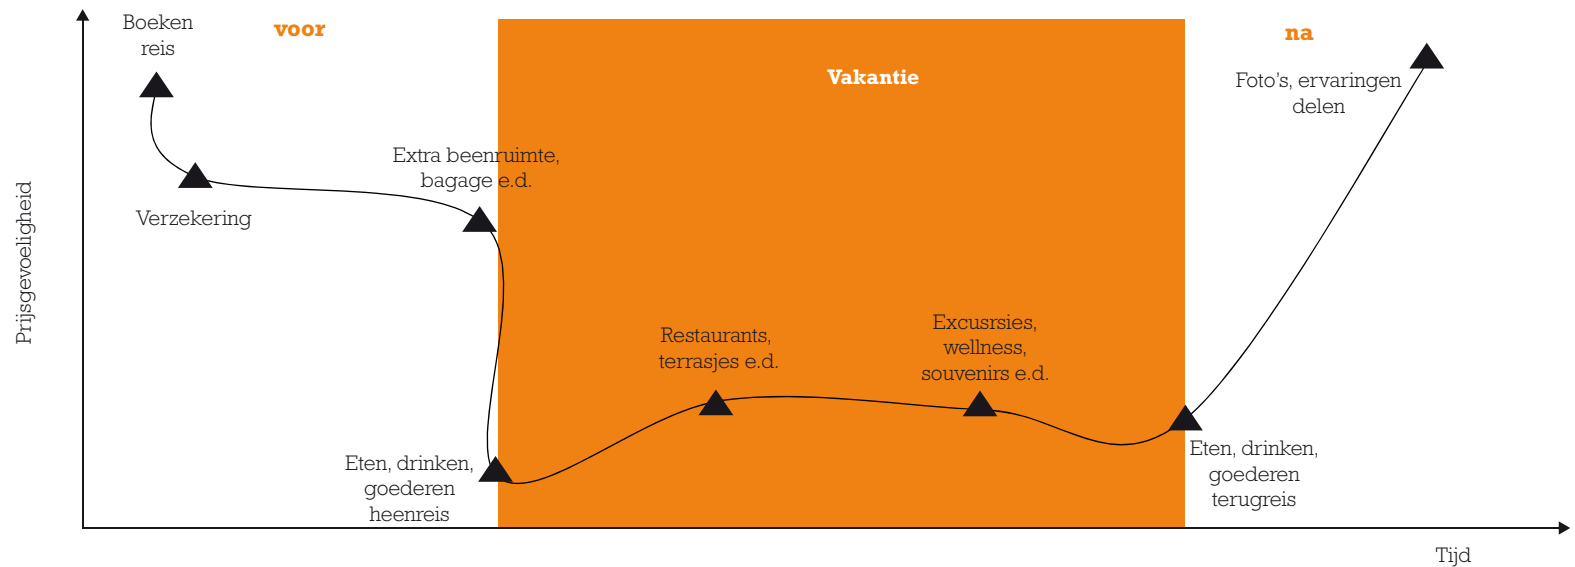 Boeken
reis
voor
na
Vakantie
Foto's, ervaringen
delen
Extra beenruimte,
bagage e.d.
Verzekering
Prijsgevoeligheid
Restaurants,
terrasjes e.d.
Excusrsies,
wellness,
souvenirs e.d.
Eten, drinken,
goederen
heenreis
Eten, drinken,
goederen
terugreis
Tijd